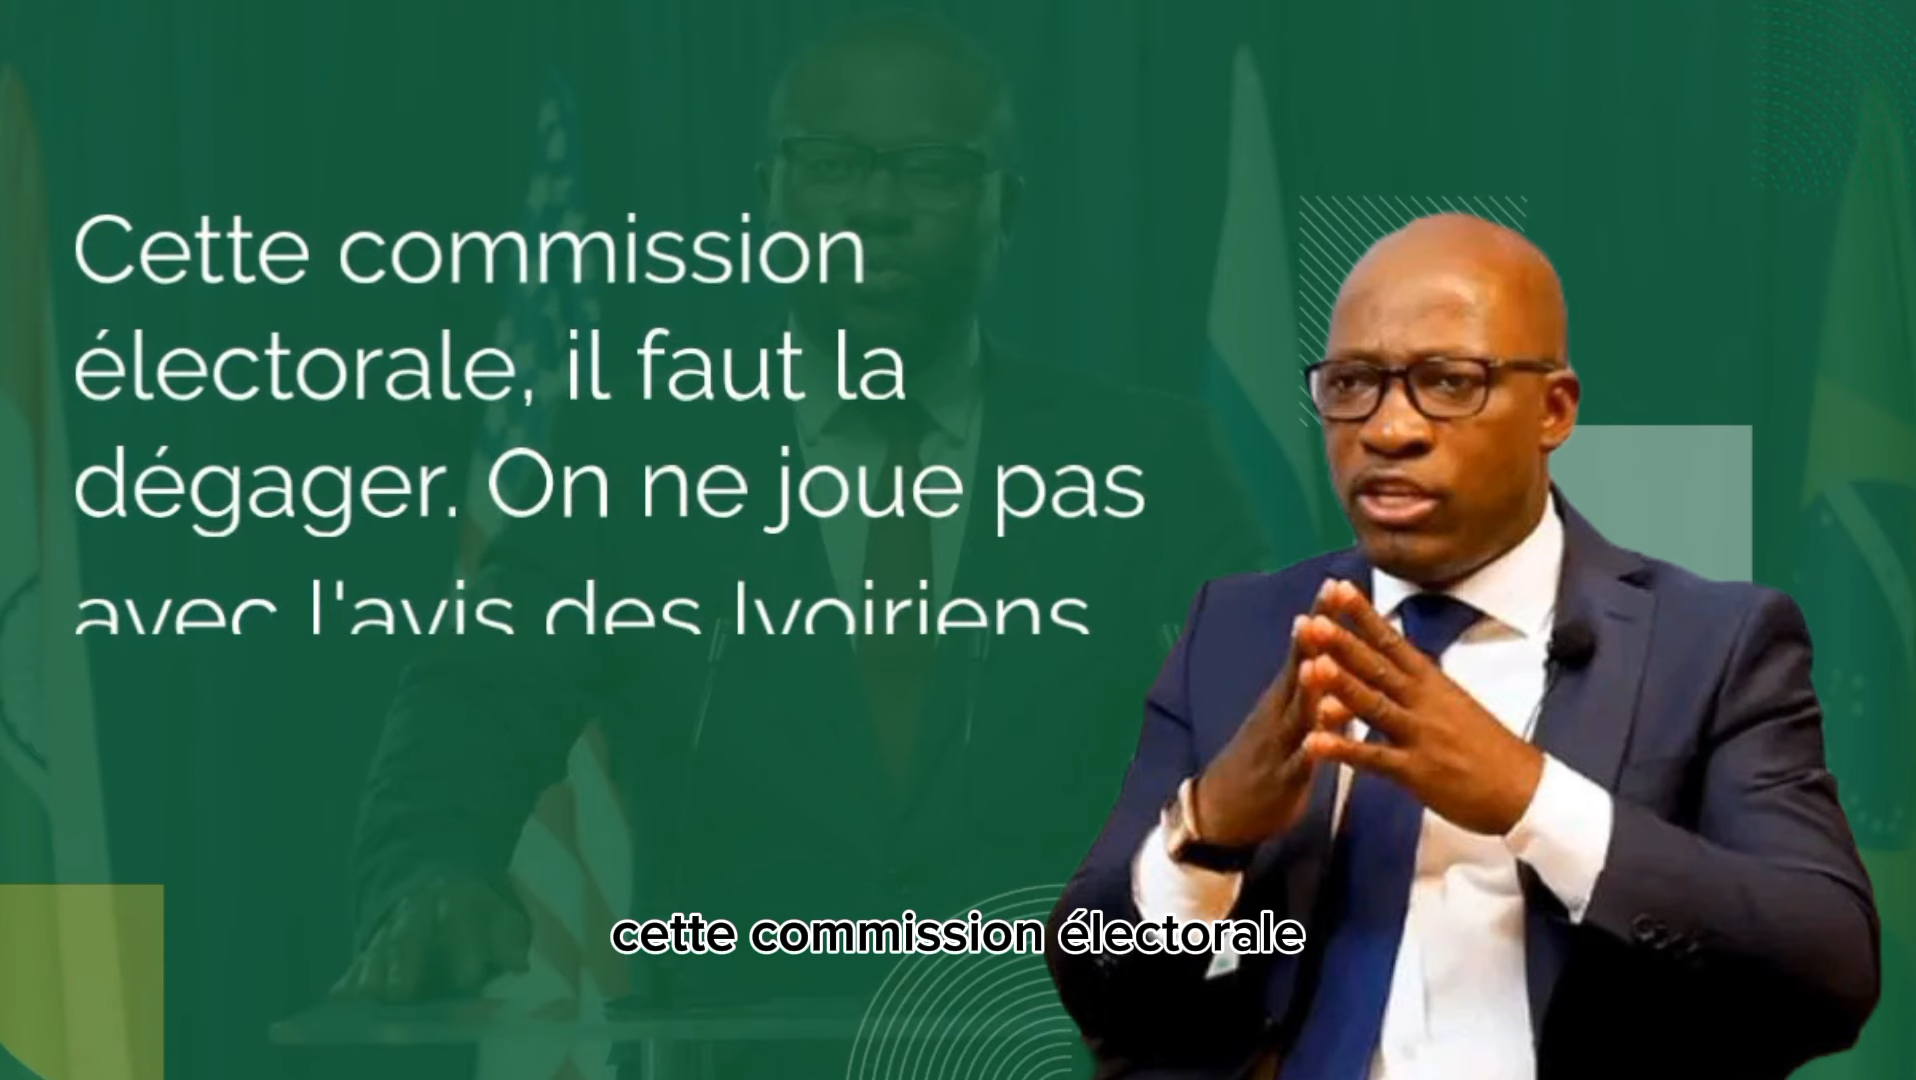 Cette commission
électorale, il faut la
dégager. On ne joue pas
avec l'avis des Ivoiriens
cette commission électorale